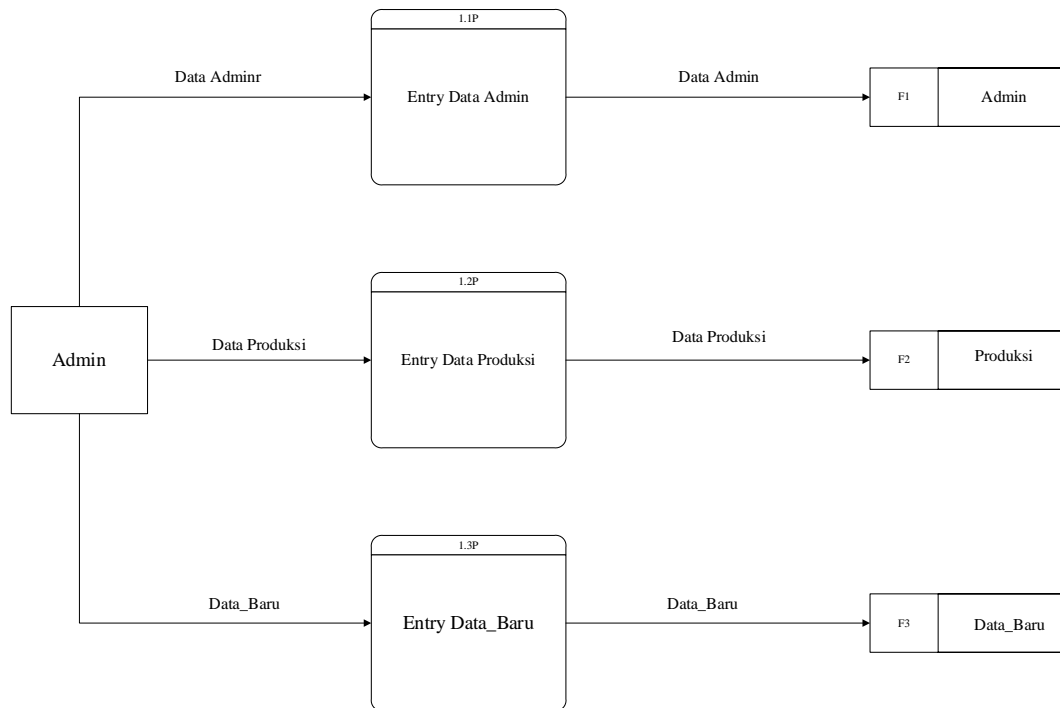 1.1P
Data Adminr
Entry Data Admin
Data Admin
F1
Admin
1.2P
Admin
Data Produksi
Entry Data Produksi
Data Produksi
F2
Produksi
1.3P
Data_Baru
Entry Data_Baru
Data_Baru
F3
Data_Baru